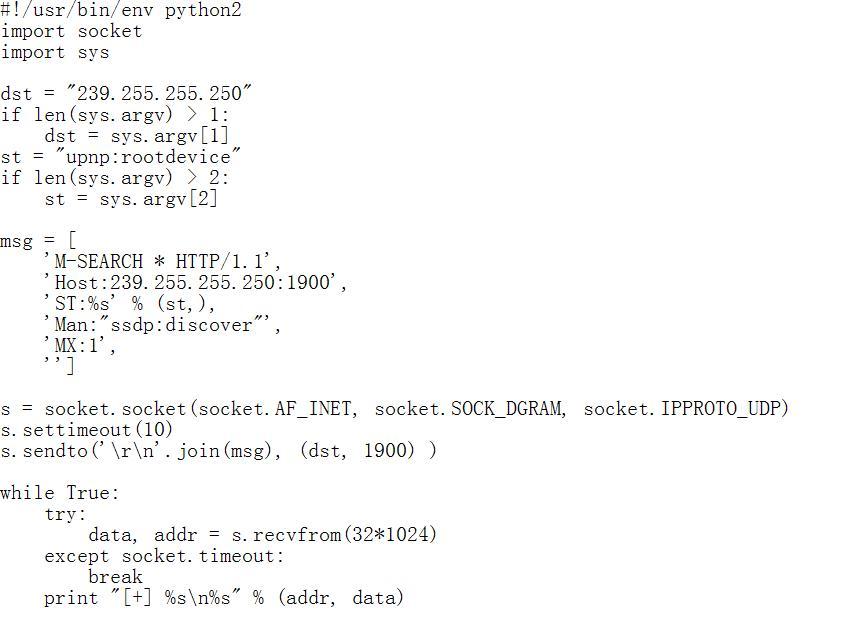 #!/usr/bin/env python2
import socket
import sys

dst = "239.255.255.250"
if len(sys.argv) > 1:
    dst = sys.argv[1]
st = "upnp:rootdevice"
if len(sys.argv) > 2:
    st = sys.argv[2]

msg = [
    'M-SEARCH * HTTP/1.1',
    'Host:239.255.255.250:1900',
    'ST:%s' % (st,),
    'Man:"ssdp:discover"',
    'MX:1',
    '']

s = socket.socket(socket.AF_INET, socket.SOCK_DGRAM, socket.IPPROTO_UDP)
s.settimeout(10)
s.sendto('\r\n'.join(msg), (dst, 1900) )

while True:
    try:
        data, addr = s.recvfrom(32*1024)
    except socket.timeout:
        break
    print "[+] %s\n%s" % (addr, data)